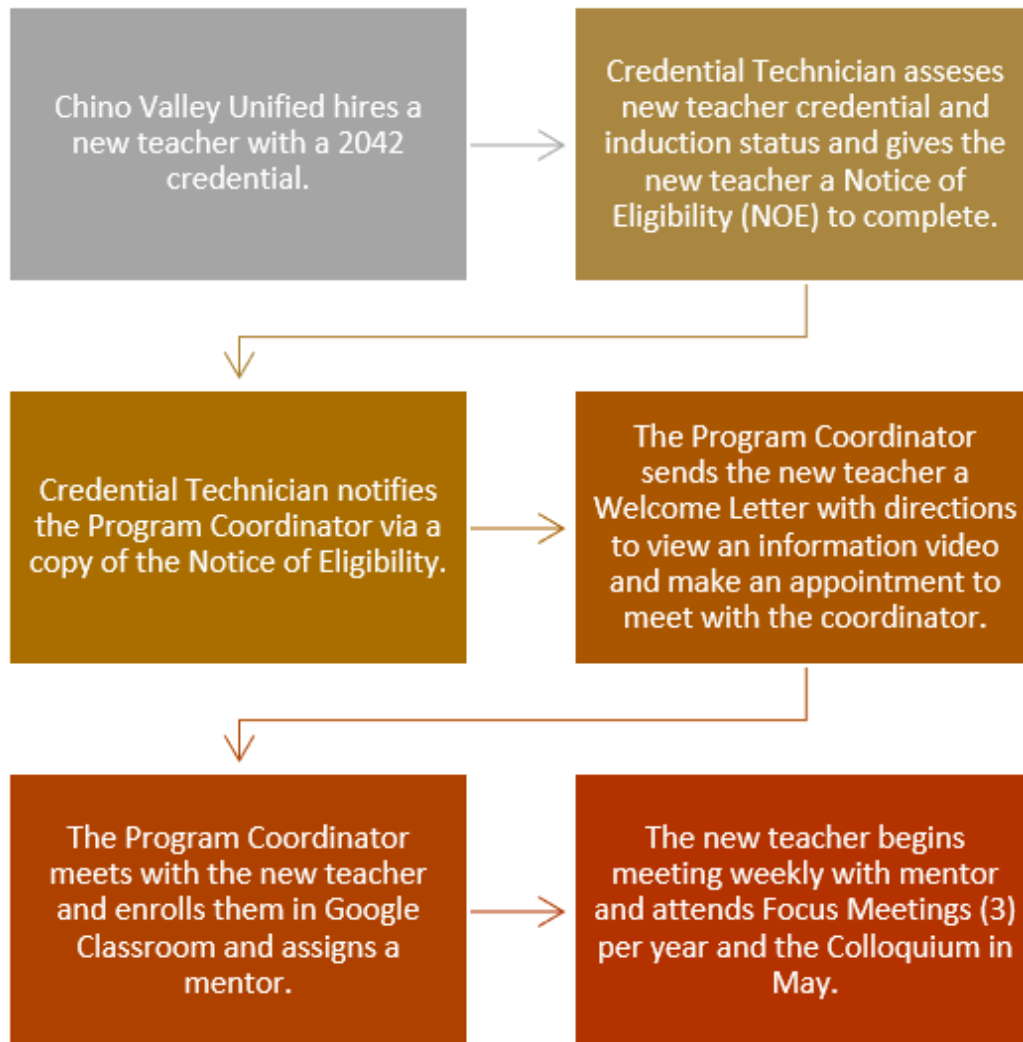 Chino Valley Unified hires a
new teacher with a 2042
credential.
Credential Technician asseses
new teacher credential and
induction status and gives the
new teacher a Notice of
Eligibility (NOE) to complete.
Credential Technician notifies
the Program Coordinator via a
copy of the Notice of Eligibility.
The Program Coordinator
sends the new teacher a
Welcome Letter with directions
to view an information video
and make an appointment to
meet with the coordinator.
The Program Coordinator
meets with the new teacher
and enrolls them in Google
Classroom and assigns a
mentor.
The new teacher begins
meeting weekly with mentor
and attends Focus Meetings (3)
per year and the Colloquium in
May.